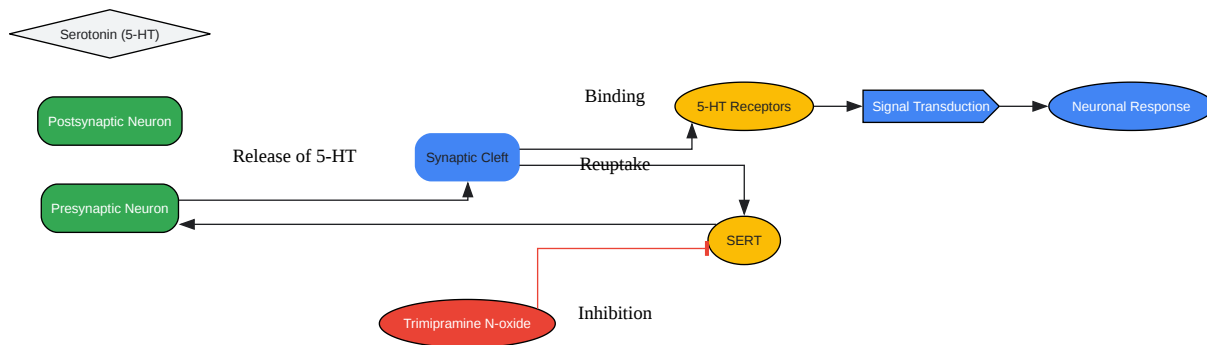 Serotonin (5-HT)
Binding
5-HT Receptors
Signal Transduction
Neuronal Response
Postsynaptic Neuron
Release of 5-HT
Synaptic Cleft
Reuptake
Presynaptic Neuron
SERT
Trimipramine N-oxide
Inhibition